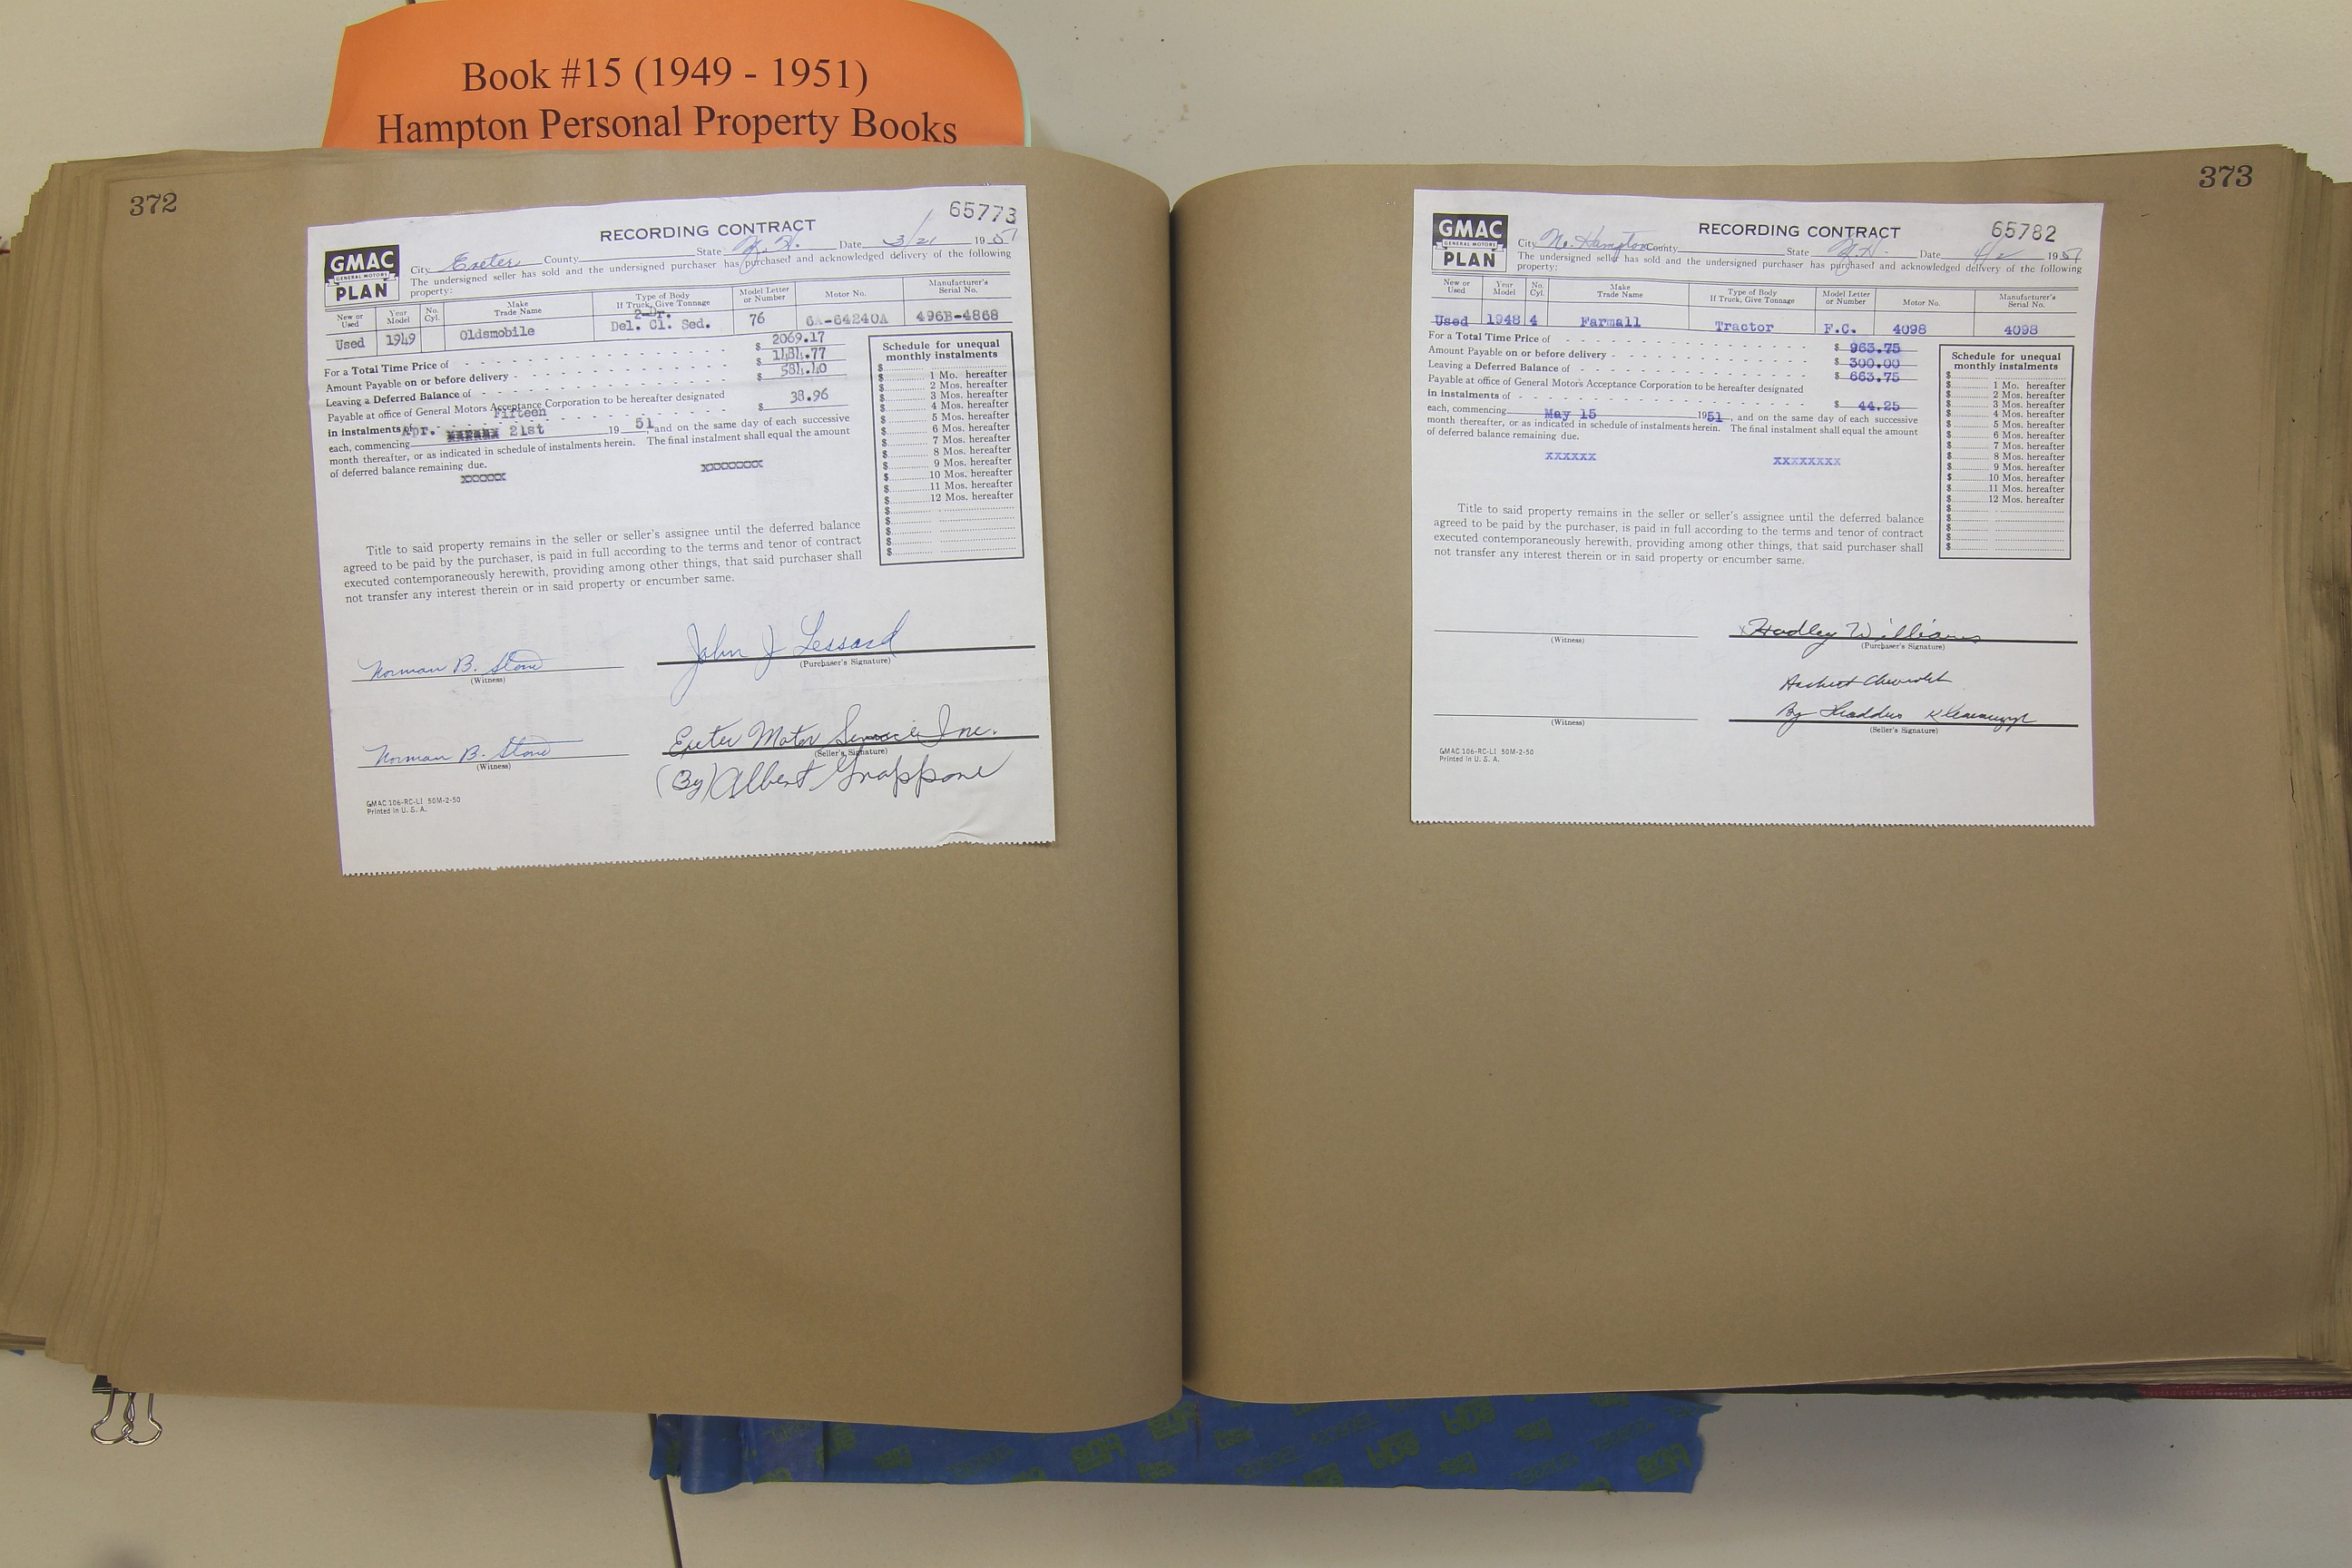 Book #15 (1949 - 1951)
Hampton Personal Property Books
372
65773
RECORDING CONTRACT
GMAC
GENERAL MOTORS
PLAN
City Exeter County State N. H. Date 3/21 1951
The undersigned seller has sold and the undersigned purchaser has purchased and acknowledged delivery of the following
property:
New or Used Year Model No. Cyl. Make Trade Name Type of Body If Truck, Give Tonnage Model Letter or Number Motor No. Manufacturer's Serial No.
Used 1949 Oldsmobile 2-Dr. Del. Cl. Sed. 76 6A-64240A 496B-4868
For a Total Time Price of $ 2069.17
Amount Payable on or before delivery $ 1484.77
Leaving a Deferred Balance of $ 584.40
Payable at office of General Motors Acceptance Corporation to be hereafter designated
in instalments of Fifteen $ 38.96
each, commencing Apr. 21st 19 51, and on the same day of each successive
month thereafter, or as indicated in schedule of instalments herein. The final instalment shall equal the amount
of deferred balance remaining due.
xxxxxx xxxxxxxx
Schedule for unequal
monthly instalments
$
$ 1 Mo. hereafter
$ 2 Mos. hereafter
$ 3 Mos. hereafter
$ 4 Mos. hereafter
$ 5 Mos. hereafter
$ 6 Mos. hereafter
$ 7 Mos. hereafter
$ 8 Mos. hereafter
$ 9 Mos. hereafter
$ 10 Mos. hereafter
$ 11 Mos. hereafter
$ 12 Mos. hereafter
$
$
$
$
$
Title to said property remains in the seller or seller's assignee until the deferred balance
agreed to be paid by the purchaser, is paid in full according to the terms and tenor of contract
executed contemporaneously herewith, providing among other things, that said purchaser shall
not transfer any interest therein or in said property or encumber same.
Norman B. Stone John J Lessard
(Witness) (Purchaser's Signature)
Norman B. Stone Exeter Motor Service Inc.
(Witness) (Seller's Signature)
(By) Albert Grappone
GMAC 106-RC-LI 50M-2-50
Printed in U. S. A.
373
65782
RECORDING CONTRACT
GMAC
GENERAL MOTORS
PLAN
City No. Hampton County State N.H. Date 4/2 1951
The undersigned seller has sold and the undersigned purchaser has purchased and acknowledged delivery of the following
property:
New or Used Year Model No. Cyl. Make Trade Name Type of Body If Truck, Give Tonnage Model Letter or Number Motor No. Manufacturer's Serial No.
Used 1948 4 Farmall Tractor F.C. 4098 4098
For a Total Time Price of $ 963.75
Amount Payable on or before delivery $ 300.00
Leaving a Deferred Balance of $ 663.75
Payable at office of General Motors Acceptance Corporation to be hereafter designated
in instalments of $ 44.25
each, commencing May 15 1951, and on the same day of each successive
month thereafter, or as indicated in schedule of instalments herein. The final instalment shall equal the amount
of deferred balance remaining due.
xxxxxx xxxxxxxx
Schedule for unequal
monthly instalments
$
$ 1 Mo. hereafter
$ 2 Mos. hereafter
$ 3 Mos. hereafter
$ 4 Mos. hereafter
$ 5 Mos. hereafter
$ 6 Mos. hereafter
$ 7 Mos. hereafter
$ 8 Mos. hereafter
$ 9 Mos. hereafter
$ 10 Mos. hereafter
$ 11 Mos. hereafter
$ 12 Mos. hereafter
$
$
$
$
$
Title to said property remains in the seller or seller's assignee until the deferred balance
agreed to be paid by the purchaser, is paid in full according to the terms and tenor of contract
executed contemporaneously herewith, providing among other things, that said purchaser shall
not transfer any interest therein or in said property or encumber same.
x Hadley Williams
(Witness) (Purchaser's Signature)
Chevrolet
By Thaddeus
(Witness) (Seller's Signature)
GMAC 106-RC-LI 50M-2-50
Printed in U. S. A.